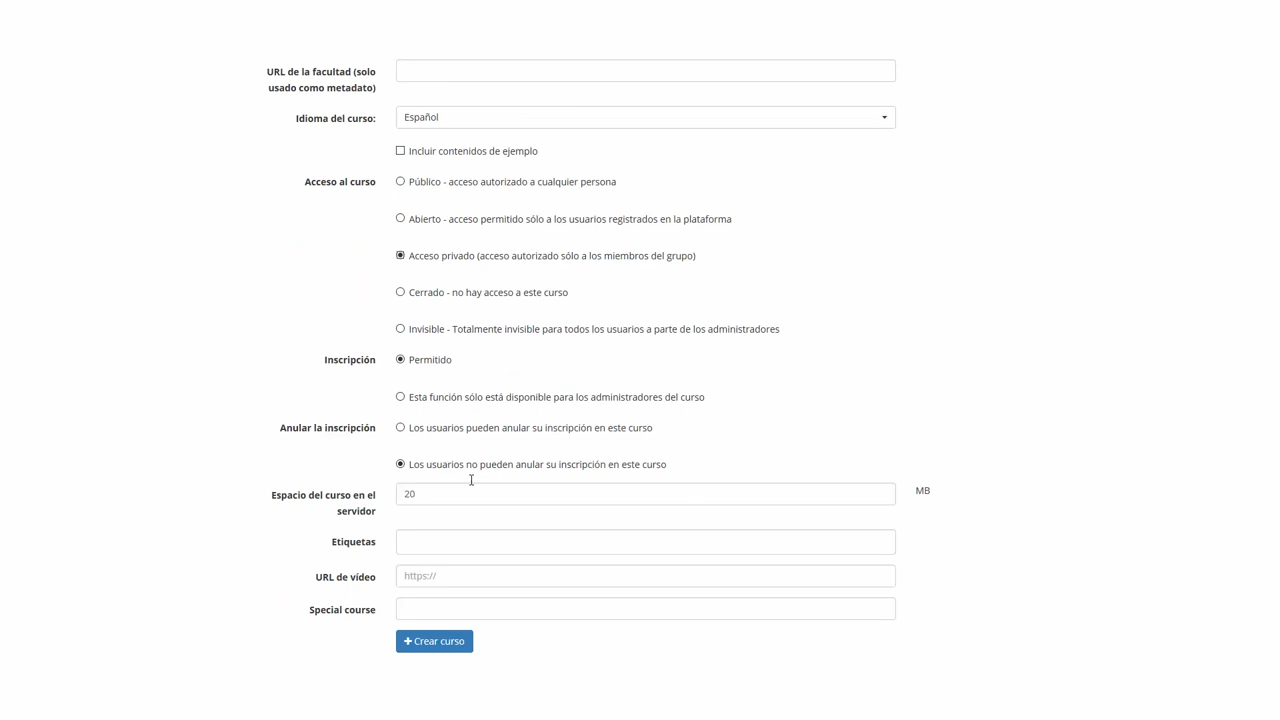 URL de la facultad (solo
usado como metadato)
Idioma del curso:
Español
Incluir contenidos de ejemplo
Acceso al curso
Público - acceso autorizado a cualquier persona
Abierto - acceso permitido sólo a los usuarios registrados en la plataforma
Acceso privado (acceso autorizado sólo a los miembros del grupo)
Cerrado - no hay acceso a este curso
Invisible - Totalmente invisible para todos los usuarios a parte de los administradores
Inscripción
Permitido
Esta función sólo está disponible para los administradores del curso
Anular la inscripción
Los usuarios pueden anular su inscripción en este curso
Los usuarios no pueden anular su inscripción en este curso
Espacio del curso en el
servidor
20
MB
Etiquetas
URL de vídeo
https://
Special course
Crear curso